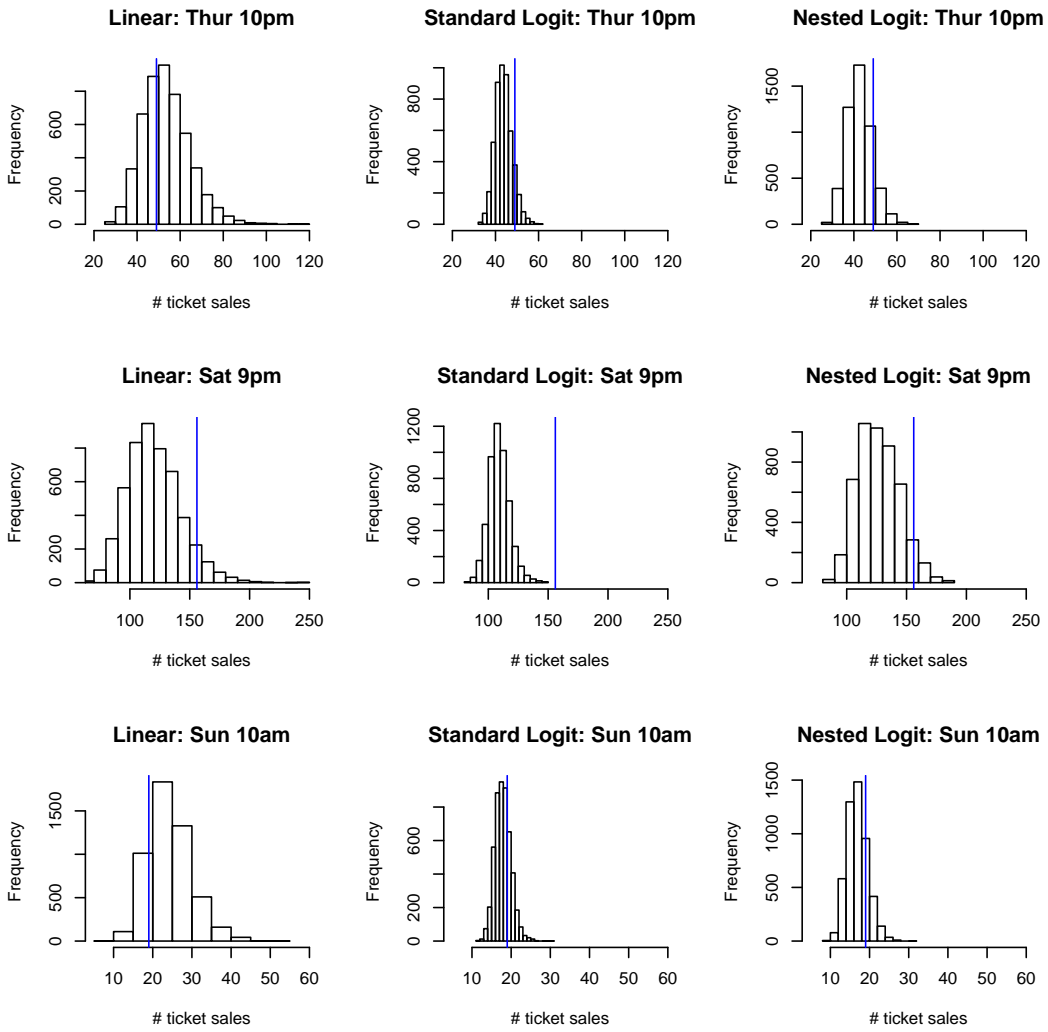 Linear: Thur 10pm
Frequency
0 200 600
20 40 60 80 100 120
# ticket sales
Standard Logit: Thur 10pm
Frequency
0 400 800
20 40 60 80 100 120
# ticket sales
Nested Logit: Thur 10pm
Frequency
0 500 1500
20 40 60 80 100 120
# ticket sales
Linear: Sat 9pm
Frequency
0 200 600
100 150 200 250
# ticket sales
Standard Logit: Sat 9pm
Frequency
0 400 800 1200
100 150 200 250
# ticket sales
Nested Logit: Sat 9pm
Frequency
0 400 800
100 150 200 250
# ticket sales
Linear: Sun 10am
Frequency
0 500 1500
10 20 30 40 50 60
# ticket sales
Standard Logit: Sun 10am
Frequency
0 200 600
10 20 30 40 50 60
# ticket sales
Nested Logit: Sun 10am
Frequency
0 500 1000 1500
10 20 30 40 50 60
# ticket sales